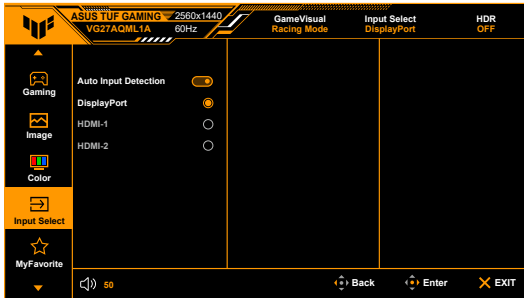 ASUS TUF GAMING 2560x1440
VG27AQML1A 60Hz
GameVisual
Racing Mode
Input Select
DisplayPort
HDR
OFF
Gaming
Image
Color
Input Select
MyFavorite
Auto Input Detection
DisplayPort
HDMI-1
HDMI-2
50
Back
Enter
EXIT